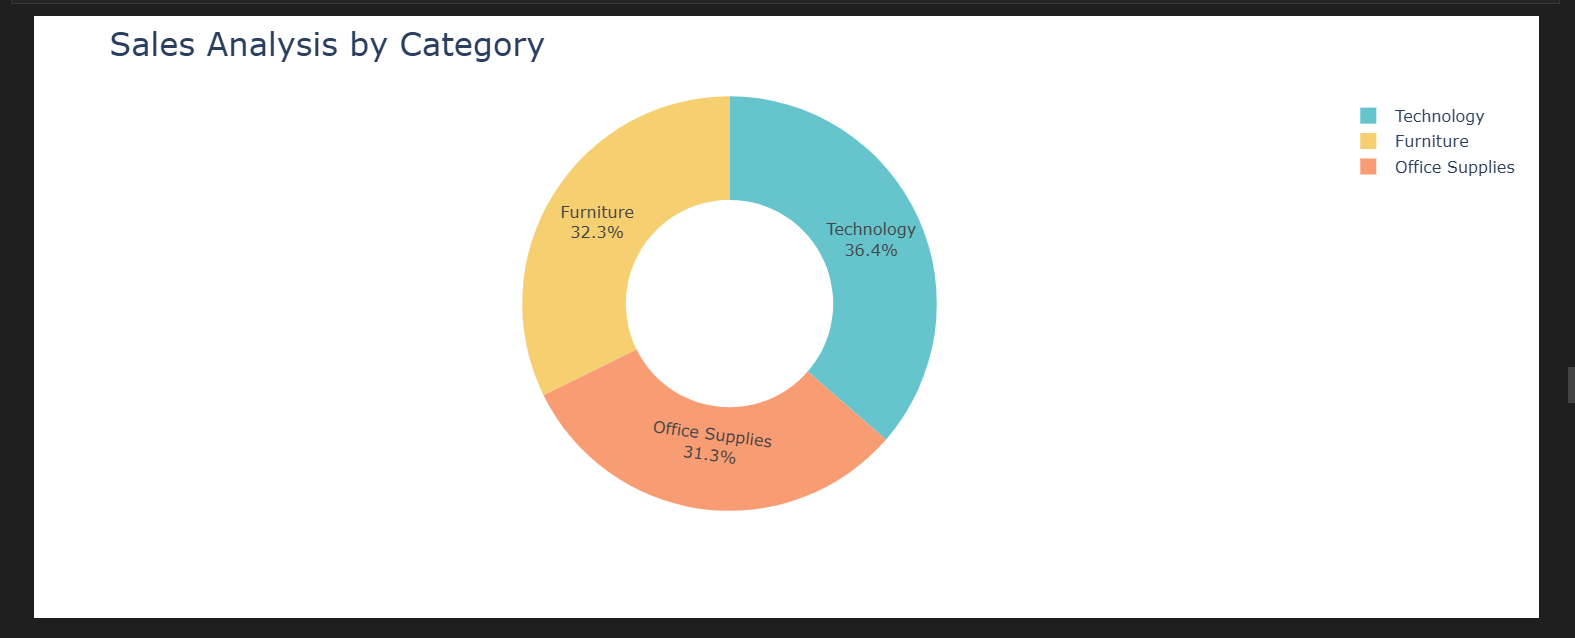 Sales Analysis by Category
Technology
Furniture
Office Supplies
Furniture
32.3%
Technology
36.4%
Office Supplies
31.3%